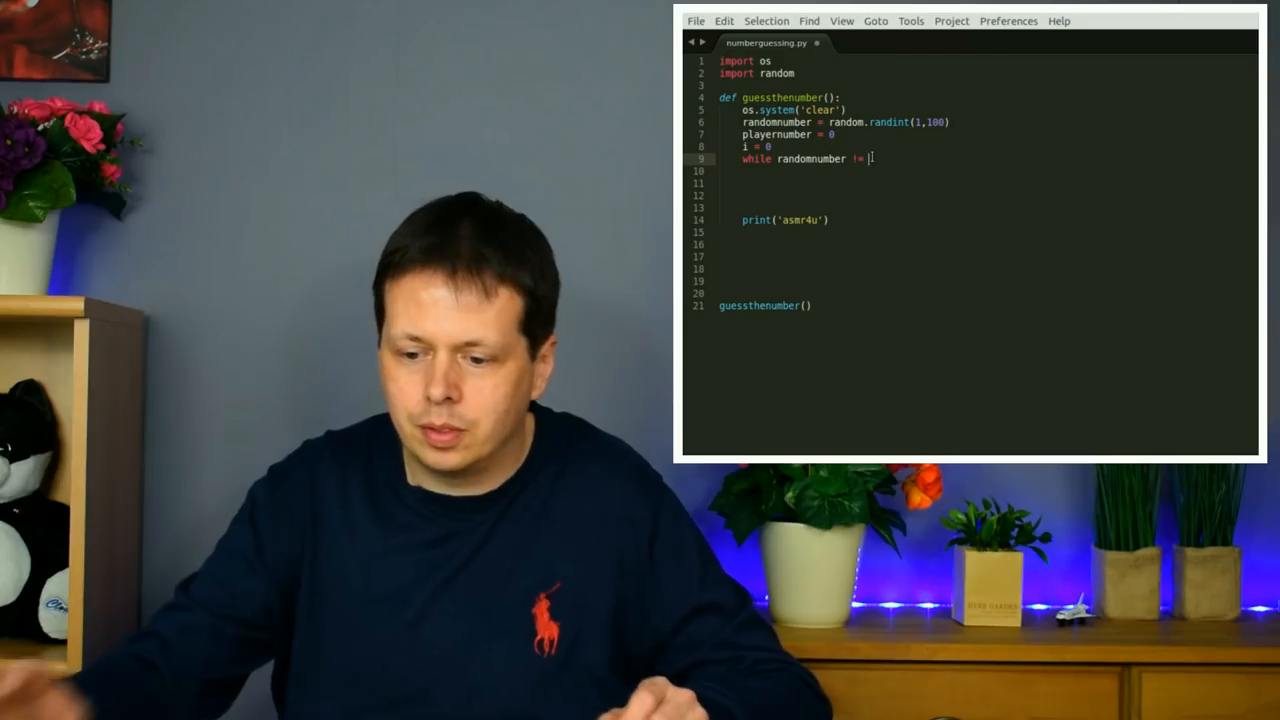 File Edit Selection Find View Goto Tools Project Preferences Help
numberguessing.py
1 import os
2 import random
3
4 def guessthenumber():
5 os.system('clear')
6 randomnumber = random.randint(1,100)
7 playernumber = 0
8 i = 0
9 while randomnumber !=
10
11
12
13
14 print('asmr4u')
15
16
17
18
19
20
21 guessthenumber()
HERB GARDEN